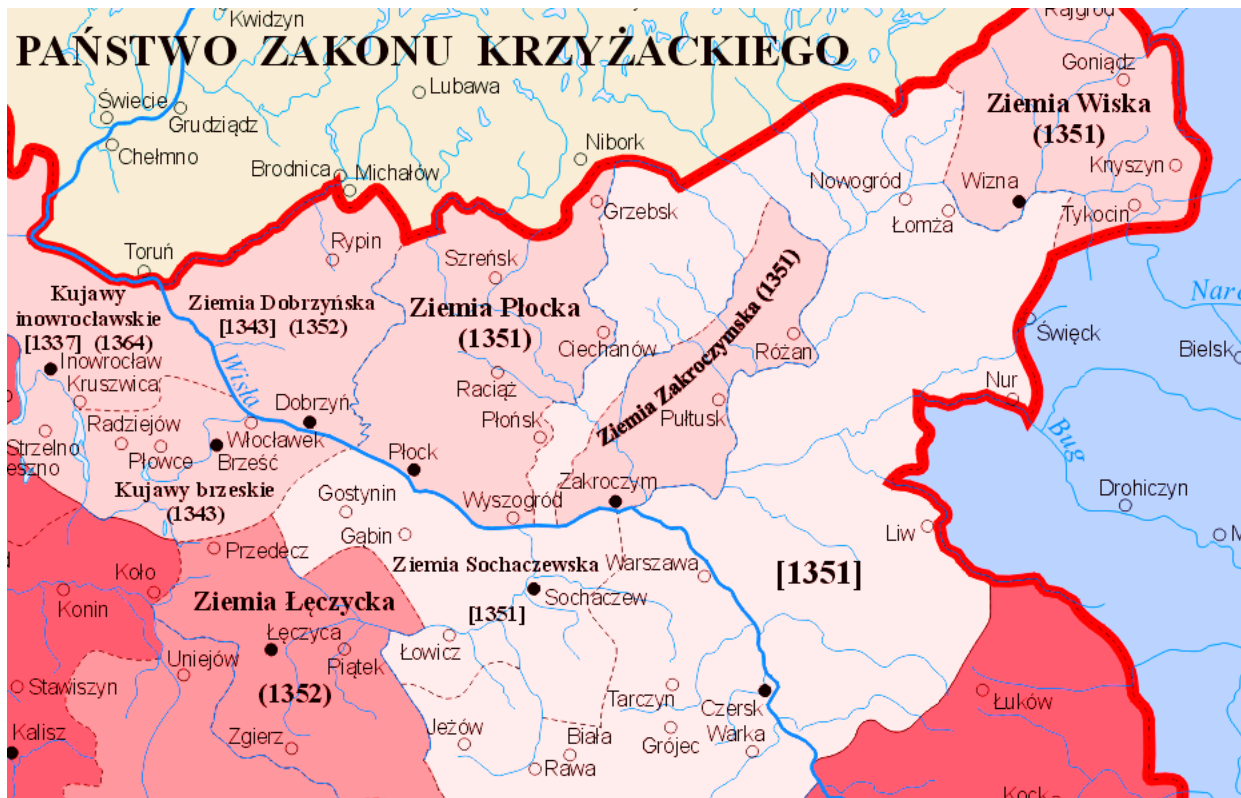 Kwidzyn
Rajgród
PAŃSTWO ZAKONU KRZYŻACKIEGO
Goniądz
Lubawa
Świecie
Grudziądz
Ziemia Wiska
(1351)
Chełmno
Nibork
Brodnica
Michałów
Knyszyn
Nowogród
Wizna
Grzebsk
Łomża
Tykocin
Toruń
Rypin
Szreńsk
Kujawy
inowrocławskie
[1337] (1364)
Ziemia Dobrzyńska
[1343] (1352)
Ziemia Płocka
(1351)
Ziemia Zakroczymska (1351)
Święck
Ciechanów
Różan
Bielsk
Inowrocław
Kruszwica
Wisła
Raciąż
Nur
Dobrzyń
Płońsk
Pułtusk
Radziejów
Włocławek
Strzelno
Płowce
Brześć
Płock
Bug
Kujawy brzeskie
(1343)
Gostynin
Wyszogród
Zakroczym
Drohiczyn
Gabin
Liw
Przedecz
Ziemia Sochaczewska
Warszawa
[1351]
Koło
Konin
Ziemia Łęczycka
Sochaczew
[1351]
Łęczyca
Łowicz
Uniejów
Piątek
Stawiszyn
(1352)
Tarczyn
Czersk
Łuków
Kalisz
Zgierz
Jeżów
Biała
Grójec
Warka
Rawa
Kock